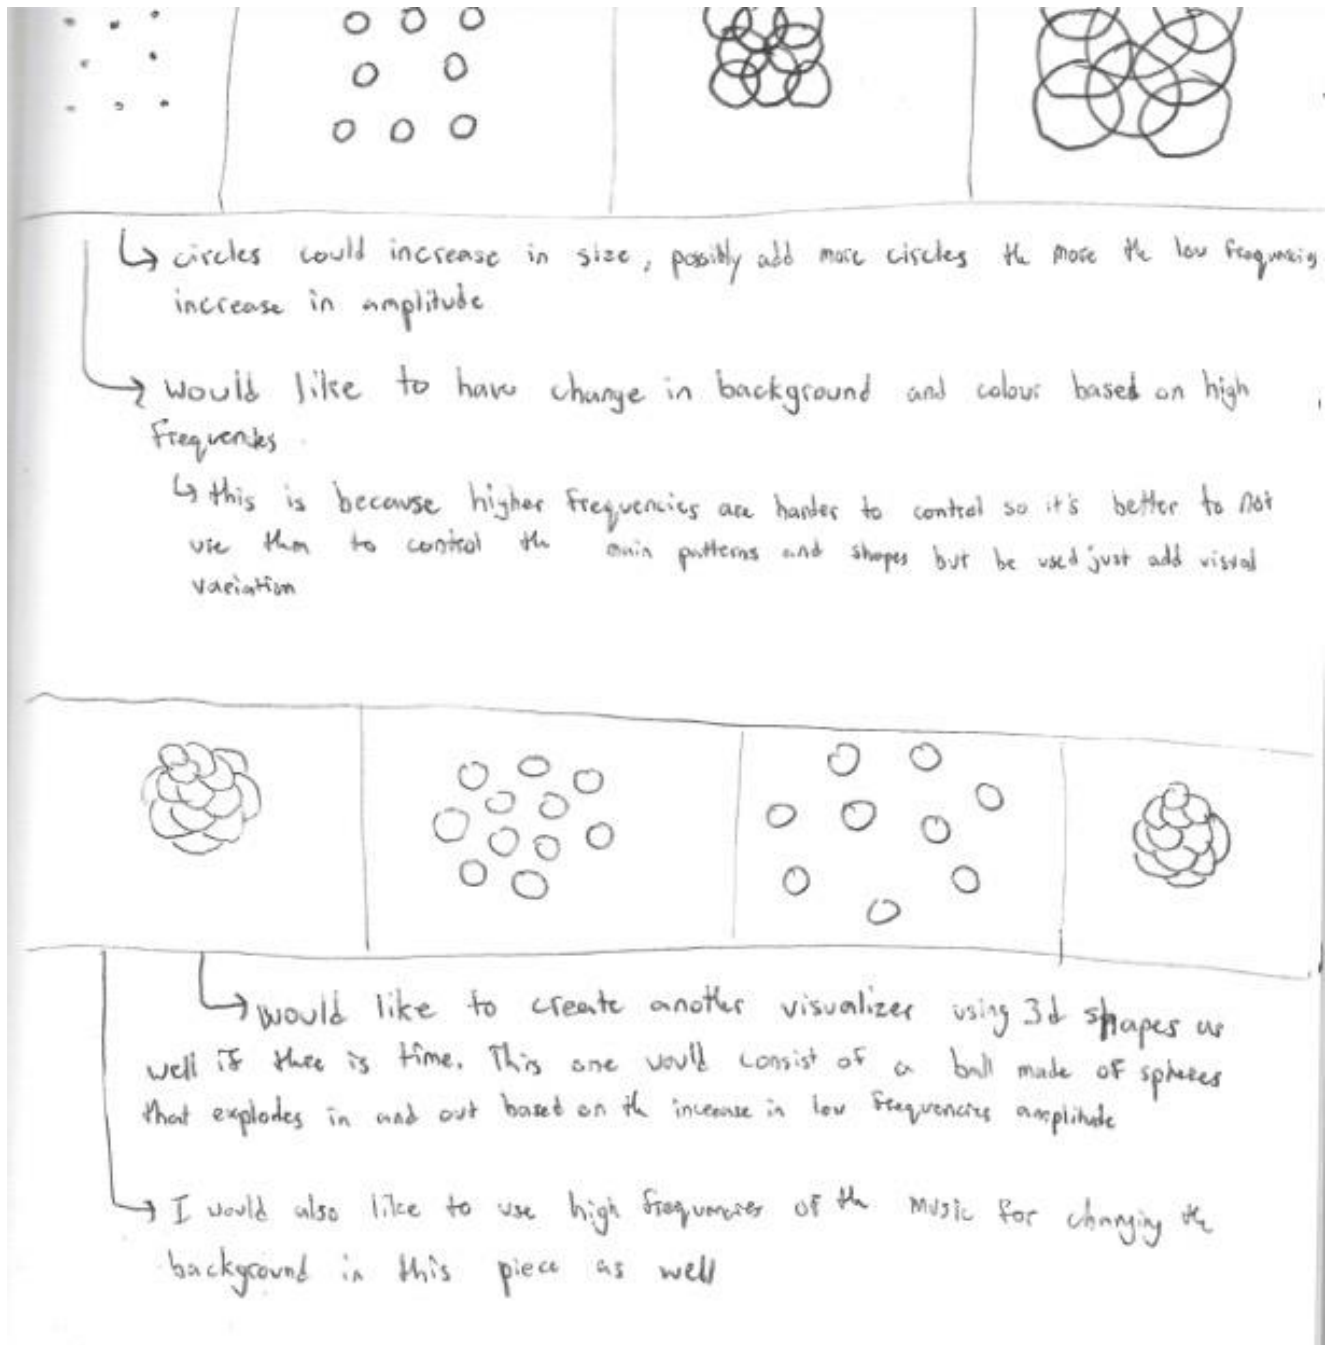 circles could increase in size, possibly add more circles the more the low frequencies
increase in amplitude
would like to have change in background and colour based on high
frequencies
this is because higher frequencies are harder to control so it's better to not
use them to control the main patterns and shapes but be used just add visual
variation
would like to create another visualizer using 3d shapes as
well if there is time. This one would consist of a ball made of spheres
that explodes in and out based on the increase in low frequencies amplitude
I would also like to use high frequencies of the music for changing the
background in this piece as well